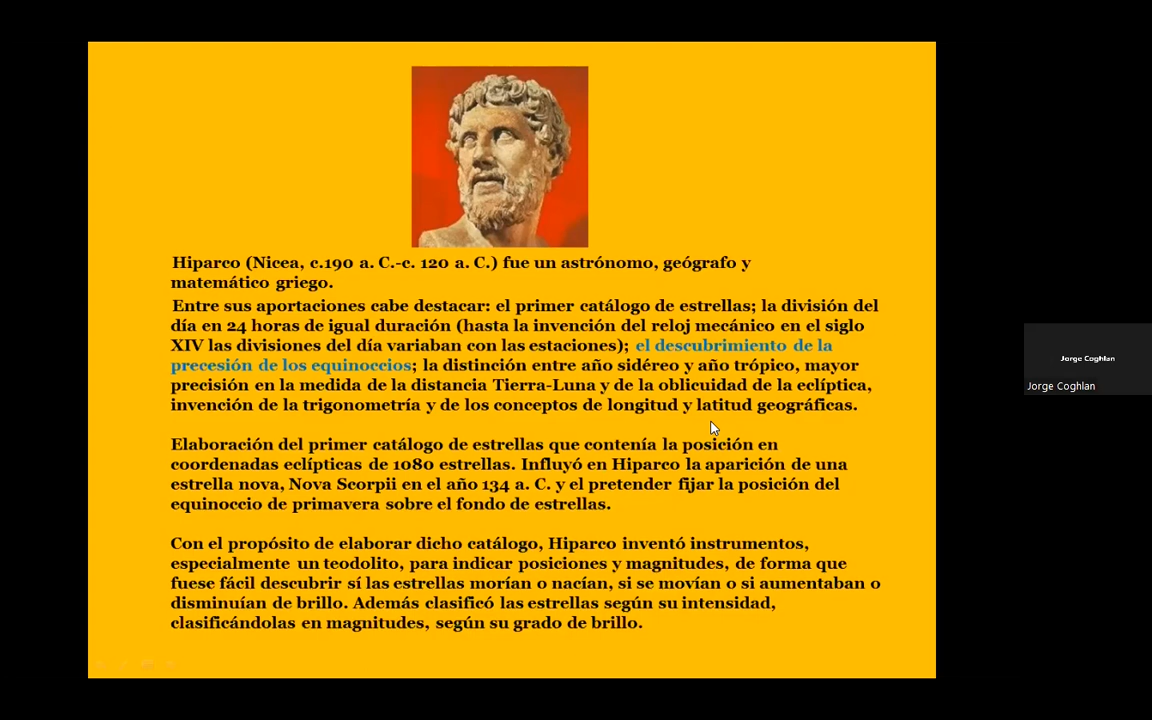 Hiparco (Nicea, c.190 a. C.-c. 120 a. C.) fue un astrónomo, geógrafo y
matemático griego.
Entre sus aportaciones cabe destacar: el primer catálogo de estrellas; la división del
día en 24 horas de igual duración (hasta la invención del reloj mecánico en el siglo
XIV las divisiones del día variaban con las estaciones); el descubrimiento de la
precesión de los equinoccios; la distinción entre año sidéreo y año trópico, mayor
precisión en la medida de la distancia Tierra-Luna y de la oblicuidad de la eclíptica,
invención de la trigonometría y de los conceptos de longitud y latitud geográficas.
Elaboración del primer catálogo de estrellas que contenía la posición en
coordenadas eclípticas de 1080 estrellas. Influyó en Hiparco la aparición de una
estrella nova, Nova Scorpii en el año 134 a. C. y el pretender fijar la posición del
equinoccio de primavera sobre el fondo de estrellas.
Con el propósito de elaborar dicho catálogo, Hiparco inventó instrumentos,
especialmente un teodolito, para indicar posiciones y magnitudes, de forma que
fuese fácil descubrir sí las estrellas morían o nacían, si se movían o si aumentaban o
disminuían de brillo. Además clasificó las estrellas según su intensidad,
clasificándolas en magnitudes, según su grado de brillo.
Jorge Coghlan
Jorge Coghlan